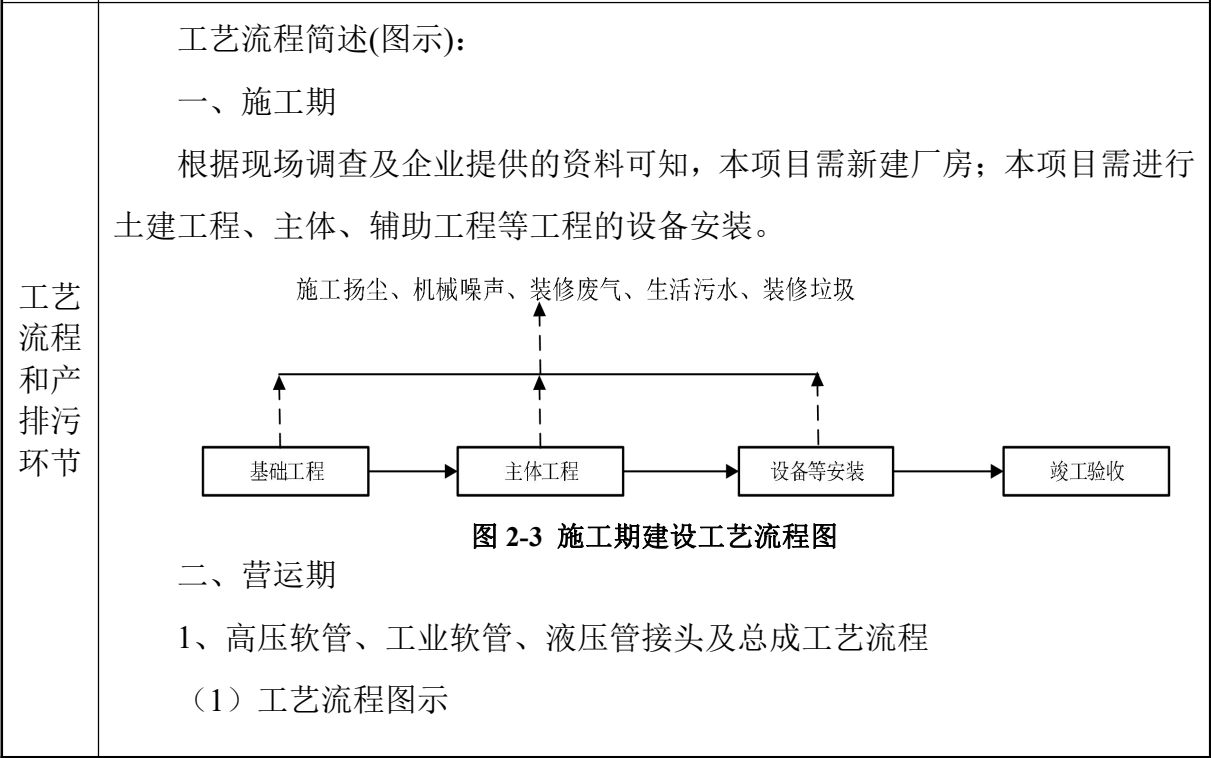 工艺
流程
和产
排污
环节
工艺流程简述(图示)：
一、施工期
根据现场调查及企业提供的资料可知，本项目需新建厂房；本项目需进行
土建工程、主体、辅助工程等工程的设备安装。
施工扬尘、机械噪声、装修废气、生活污水、装修垃圾
基础工程
主体工程
设备等安装
竣工验收
图 2-3 施工期建设工艺流程图
二、营运期
1、高压软管、工业软管、液压管接头及总成工艺流程
（1）工艺流程图示